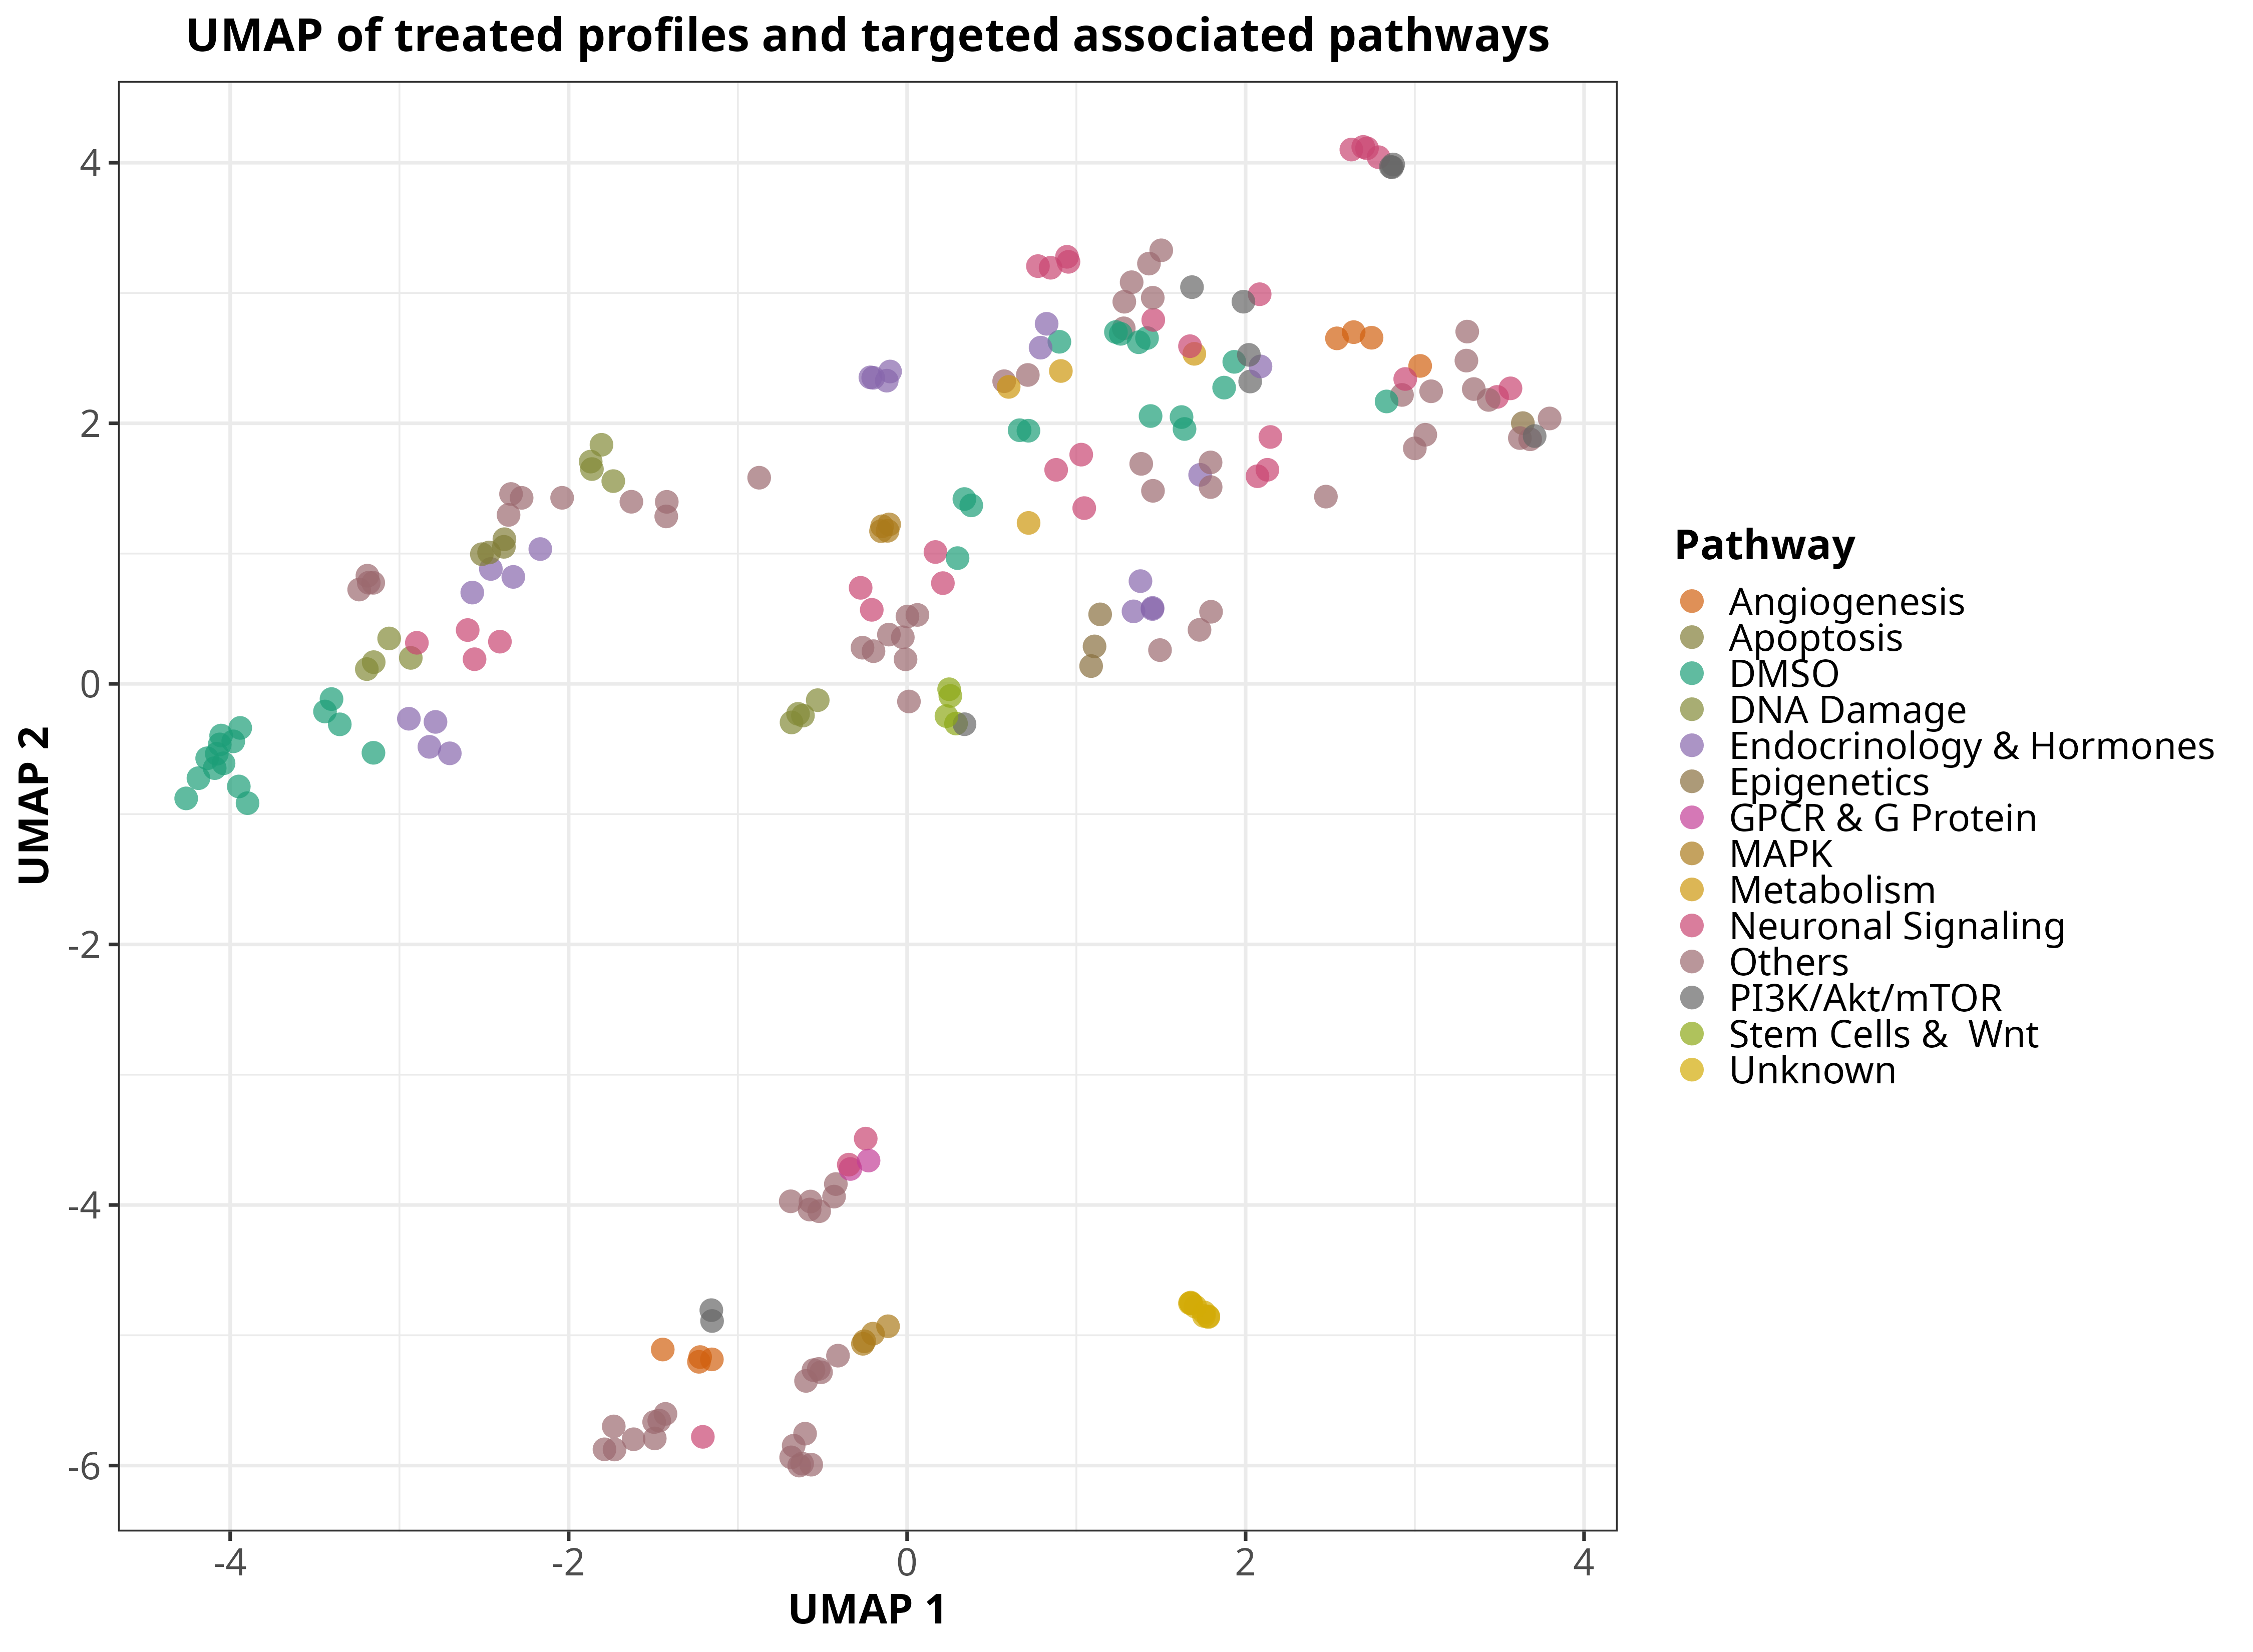 UMAP of treated profiles and targeted associated pathways
4
2
0
-2
-4
-6
UMAP 2
-4
-2
0
2
4
UMAP 1
Pathway
Angiogenesis
Apoptosis
DMSO
DNA Damage
Endocrinology & Hormones
Epigenetics
GPCR & G Protein
MAPK
Metabolism
Neuronal Signaling
Others
PI3K/Akt/mTOR
Stem Cells &  Wnt
Unknown